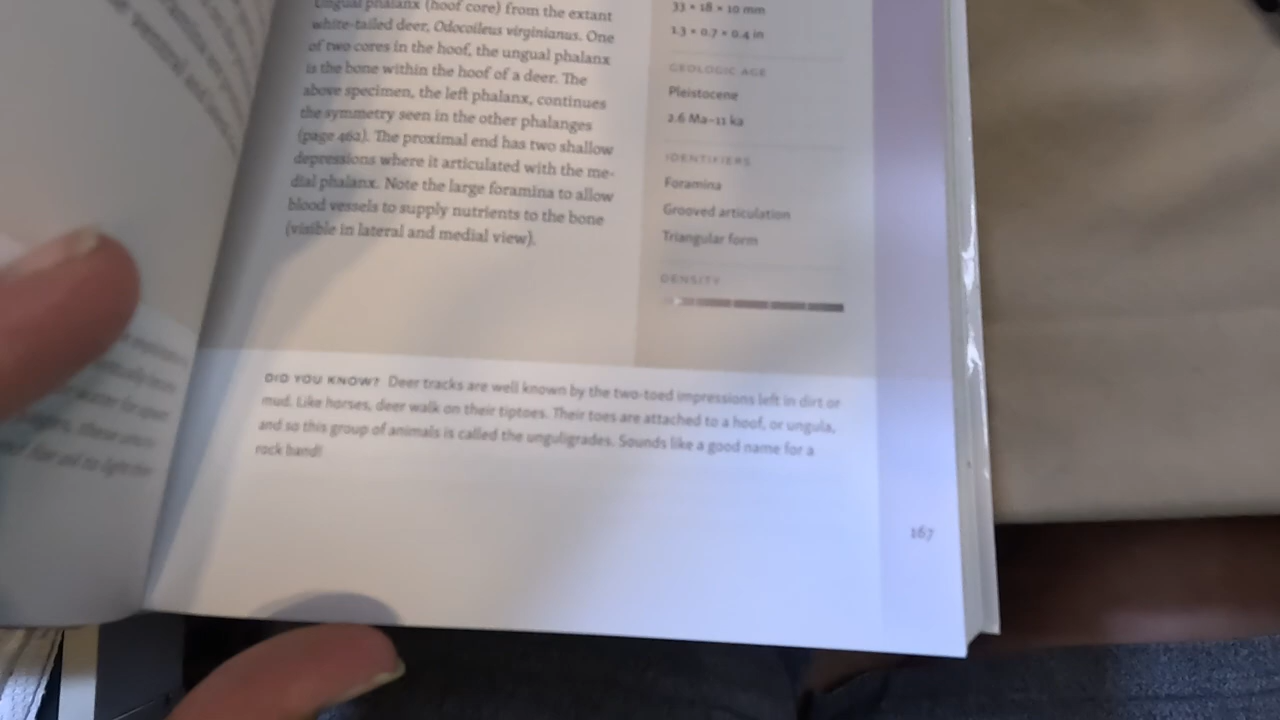 Ungual phalanx (hoof core) from the extant
white-tailed deer, Odocoileus virginianus. One
of two cores in the hoof, the ungual phalanx
is the bone within the hoof of a deer. The
above specimen, the left phalanx, continues
the symmetry seen in the other phalanges
(page 462). The proximal end has two shallow
depressions where it articulated with the me-
dial phalanx. Note the large foramina to allow
blood vessels to supply nutrients to the bone
(visible in lateral and medial view).
33 × 18 × 10 mm
1.3 × 0.7 × 0.4 in
GEOLOGIC AGE
Pleistocene
2.6 Ma–11 ka
IDENTIFIERS
Foramina
Grooved articulation
Triangular form
DENSITY
DID YOU KNOW? Deer tracks are well known by the two-toed impressions left in dirt or
mud. Like horses, deer walk on their tiptoes. Their toes are attached to a hoof, or ungula,
and so this group of animals is called the unguligrades. Sounds like a good name for a
rock band!
167